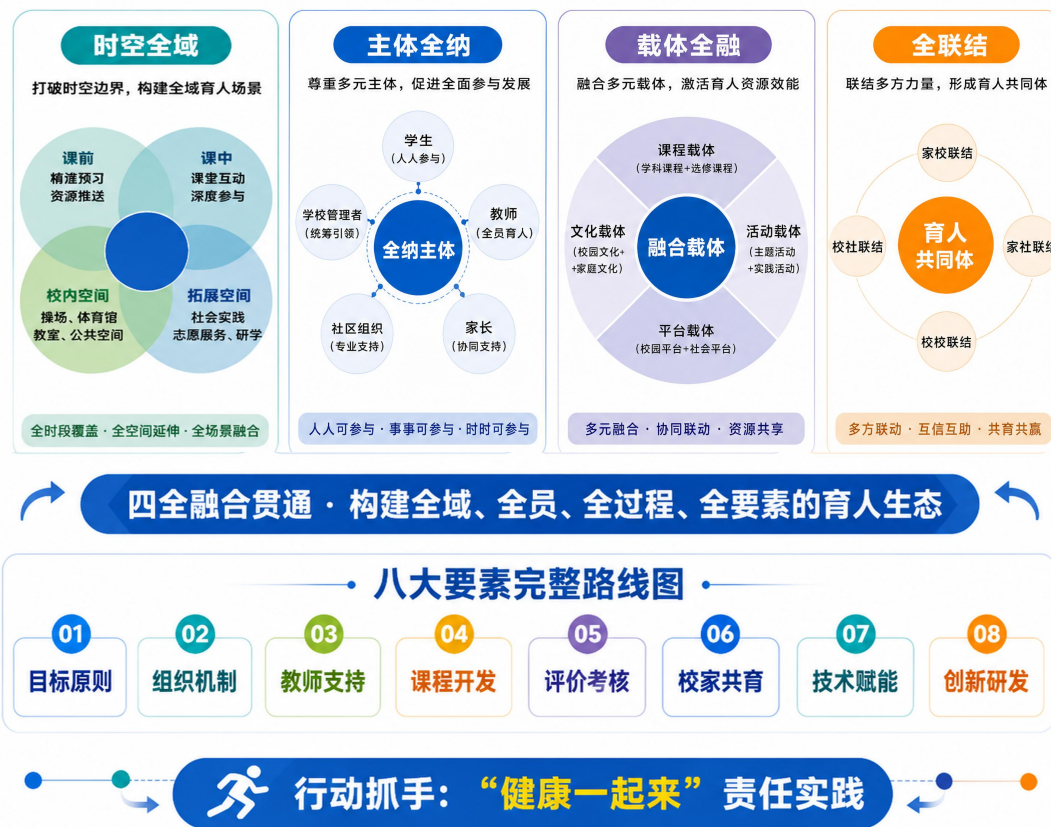 时空全域
打破时空边界，构建全域育人场景
课前
预习
资源推送
课中
课堂互动
深度参与
校内空间
操场、体育馆
教室、公共空间
拓展空间
社会实践
志愿展务、研学
全时段覆盖·全空间延伸·全场景融合
主体全纳
尊重多元主体，促进全面参与发展
学生
（人人参与）
学校管理者
（统筹引领）
教师
（全员育人）
全纳主体
社区组织
（专业支持）
家长
（协同支持）
人人可参与·事事可参与·时时可参与
载体全融
融合多元载体，激活育人资源效能
课程载体
（学科课程+选修课程）
文化载体
（校园文化+
+家庭文化）
融合载体
活动载体
（主题活动
+实践活动）
平台载体
（校园平台+社会平台）
多元融合·协同联动·资源共享
全联结
联结多方力量，形成育人共同体
家校联结
校社联结
育人
共同体
家社联结
校校联结
多方联动·互信互助·共育共赢
四全融合贯通·构建全域、全员、全过程、全要素的育人生态
八大要素完整路线图
01
目标原则
02
组织机制
03
教师支持
04
课程开发
05
评价考核
06
校家共育
07
技术赋能
08
创新研发
行动抓手：“健康一起来”责任实践